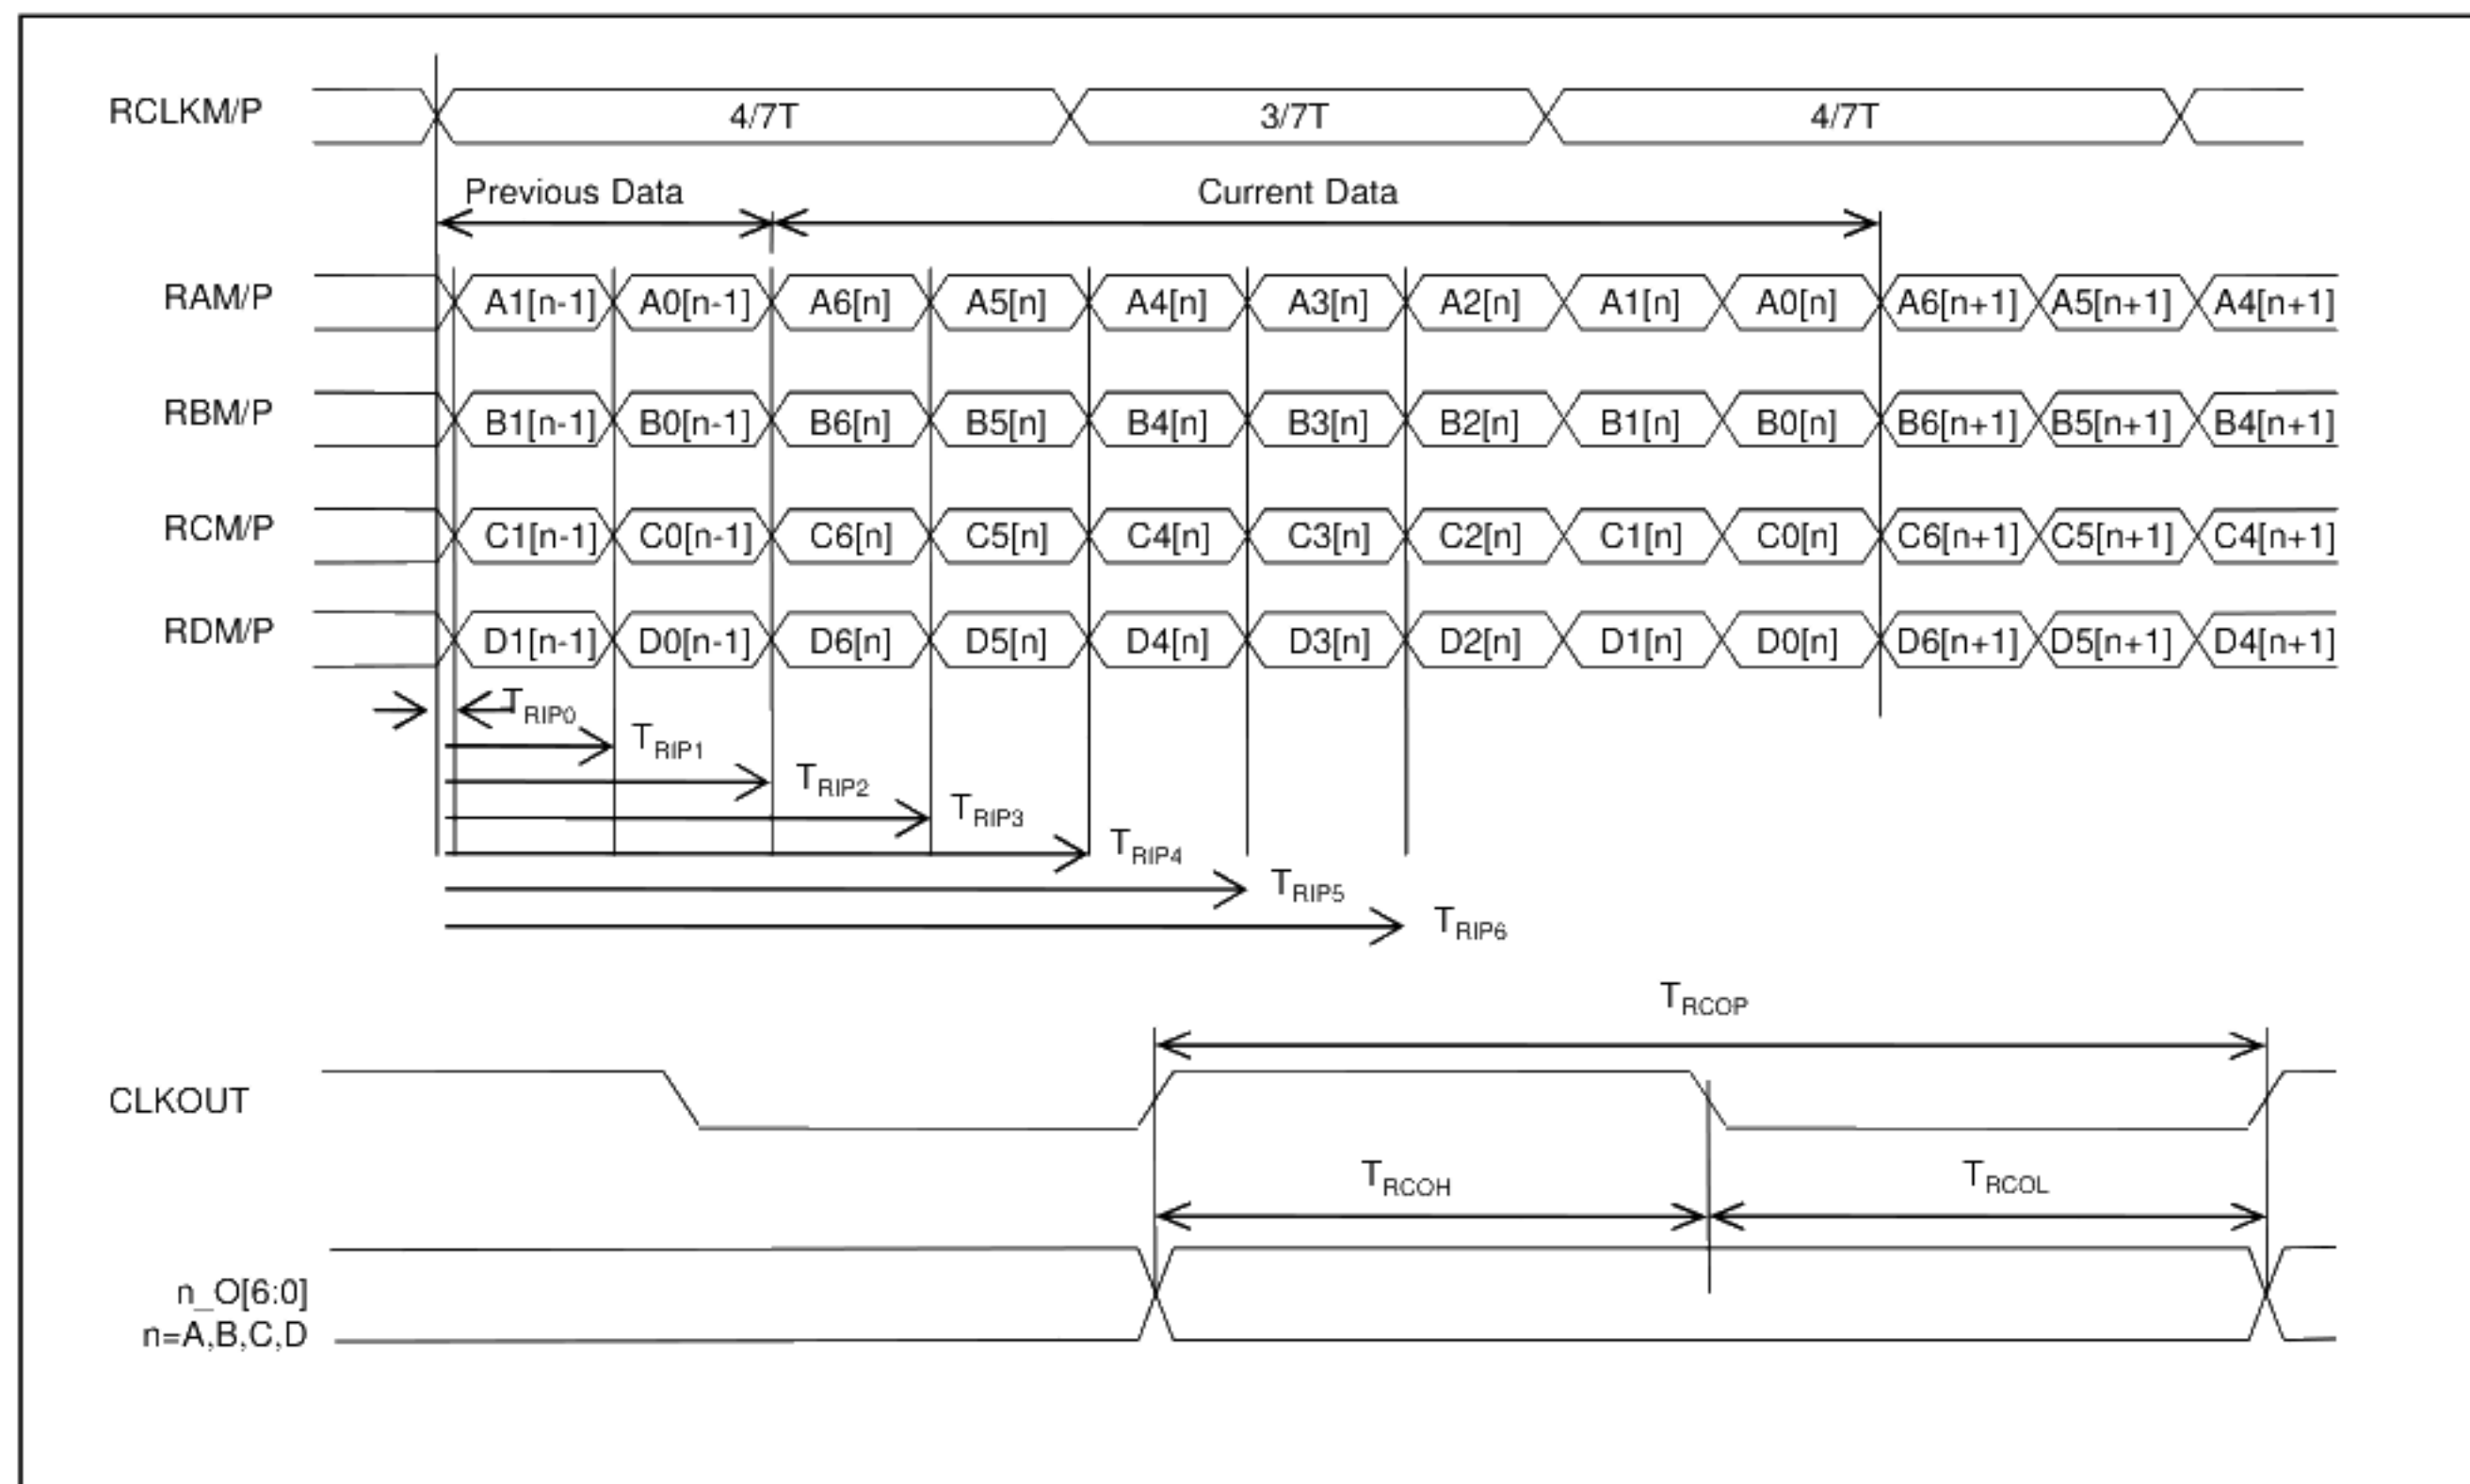 RCLKM/P 4/7T 3/7T 4/7T
Previous Data Current Data
RAM/P A1[n-1] A0[n-1] A6[n] A5[n] A4[n] A3[n] A2[n] A1[n] A0[n] A6[n+1] A5[n+1] A4[n+1]
RBM/P B1[n-1] B0[n-1] B6[n] B5[n] B4[n] B3[n] B2[n] B1[n] B0[n] B6[n+1] B5[n+1] B4[n+1]
RCM/P C1[n-1] C0[n-1] C6[n] C5[n] C4[n] C3[n] C2[n] C1[n] C0[n] C6[n+1] C5[n+1] C4[n+1]
RDM/P D1[n-1] D0[n-1] D6[n] D5[n] D4[n] D3[n] D2[n] D1[n] D0[n] D6[n+1] D5[n+1] D4[n+1]
TRIP0
TRIP1
TRIP2
TRIP3
TRIP4
TRIP5
TRIP6
TRCOP
CLKOUT
TRCOH TRCOL
n_O[6:0]
n=A,B,C,D